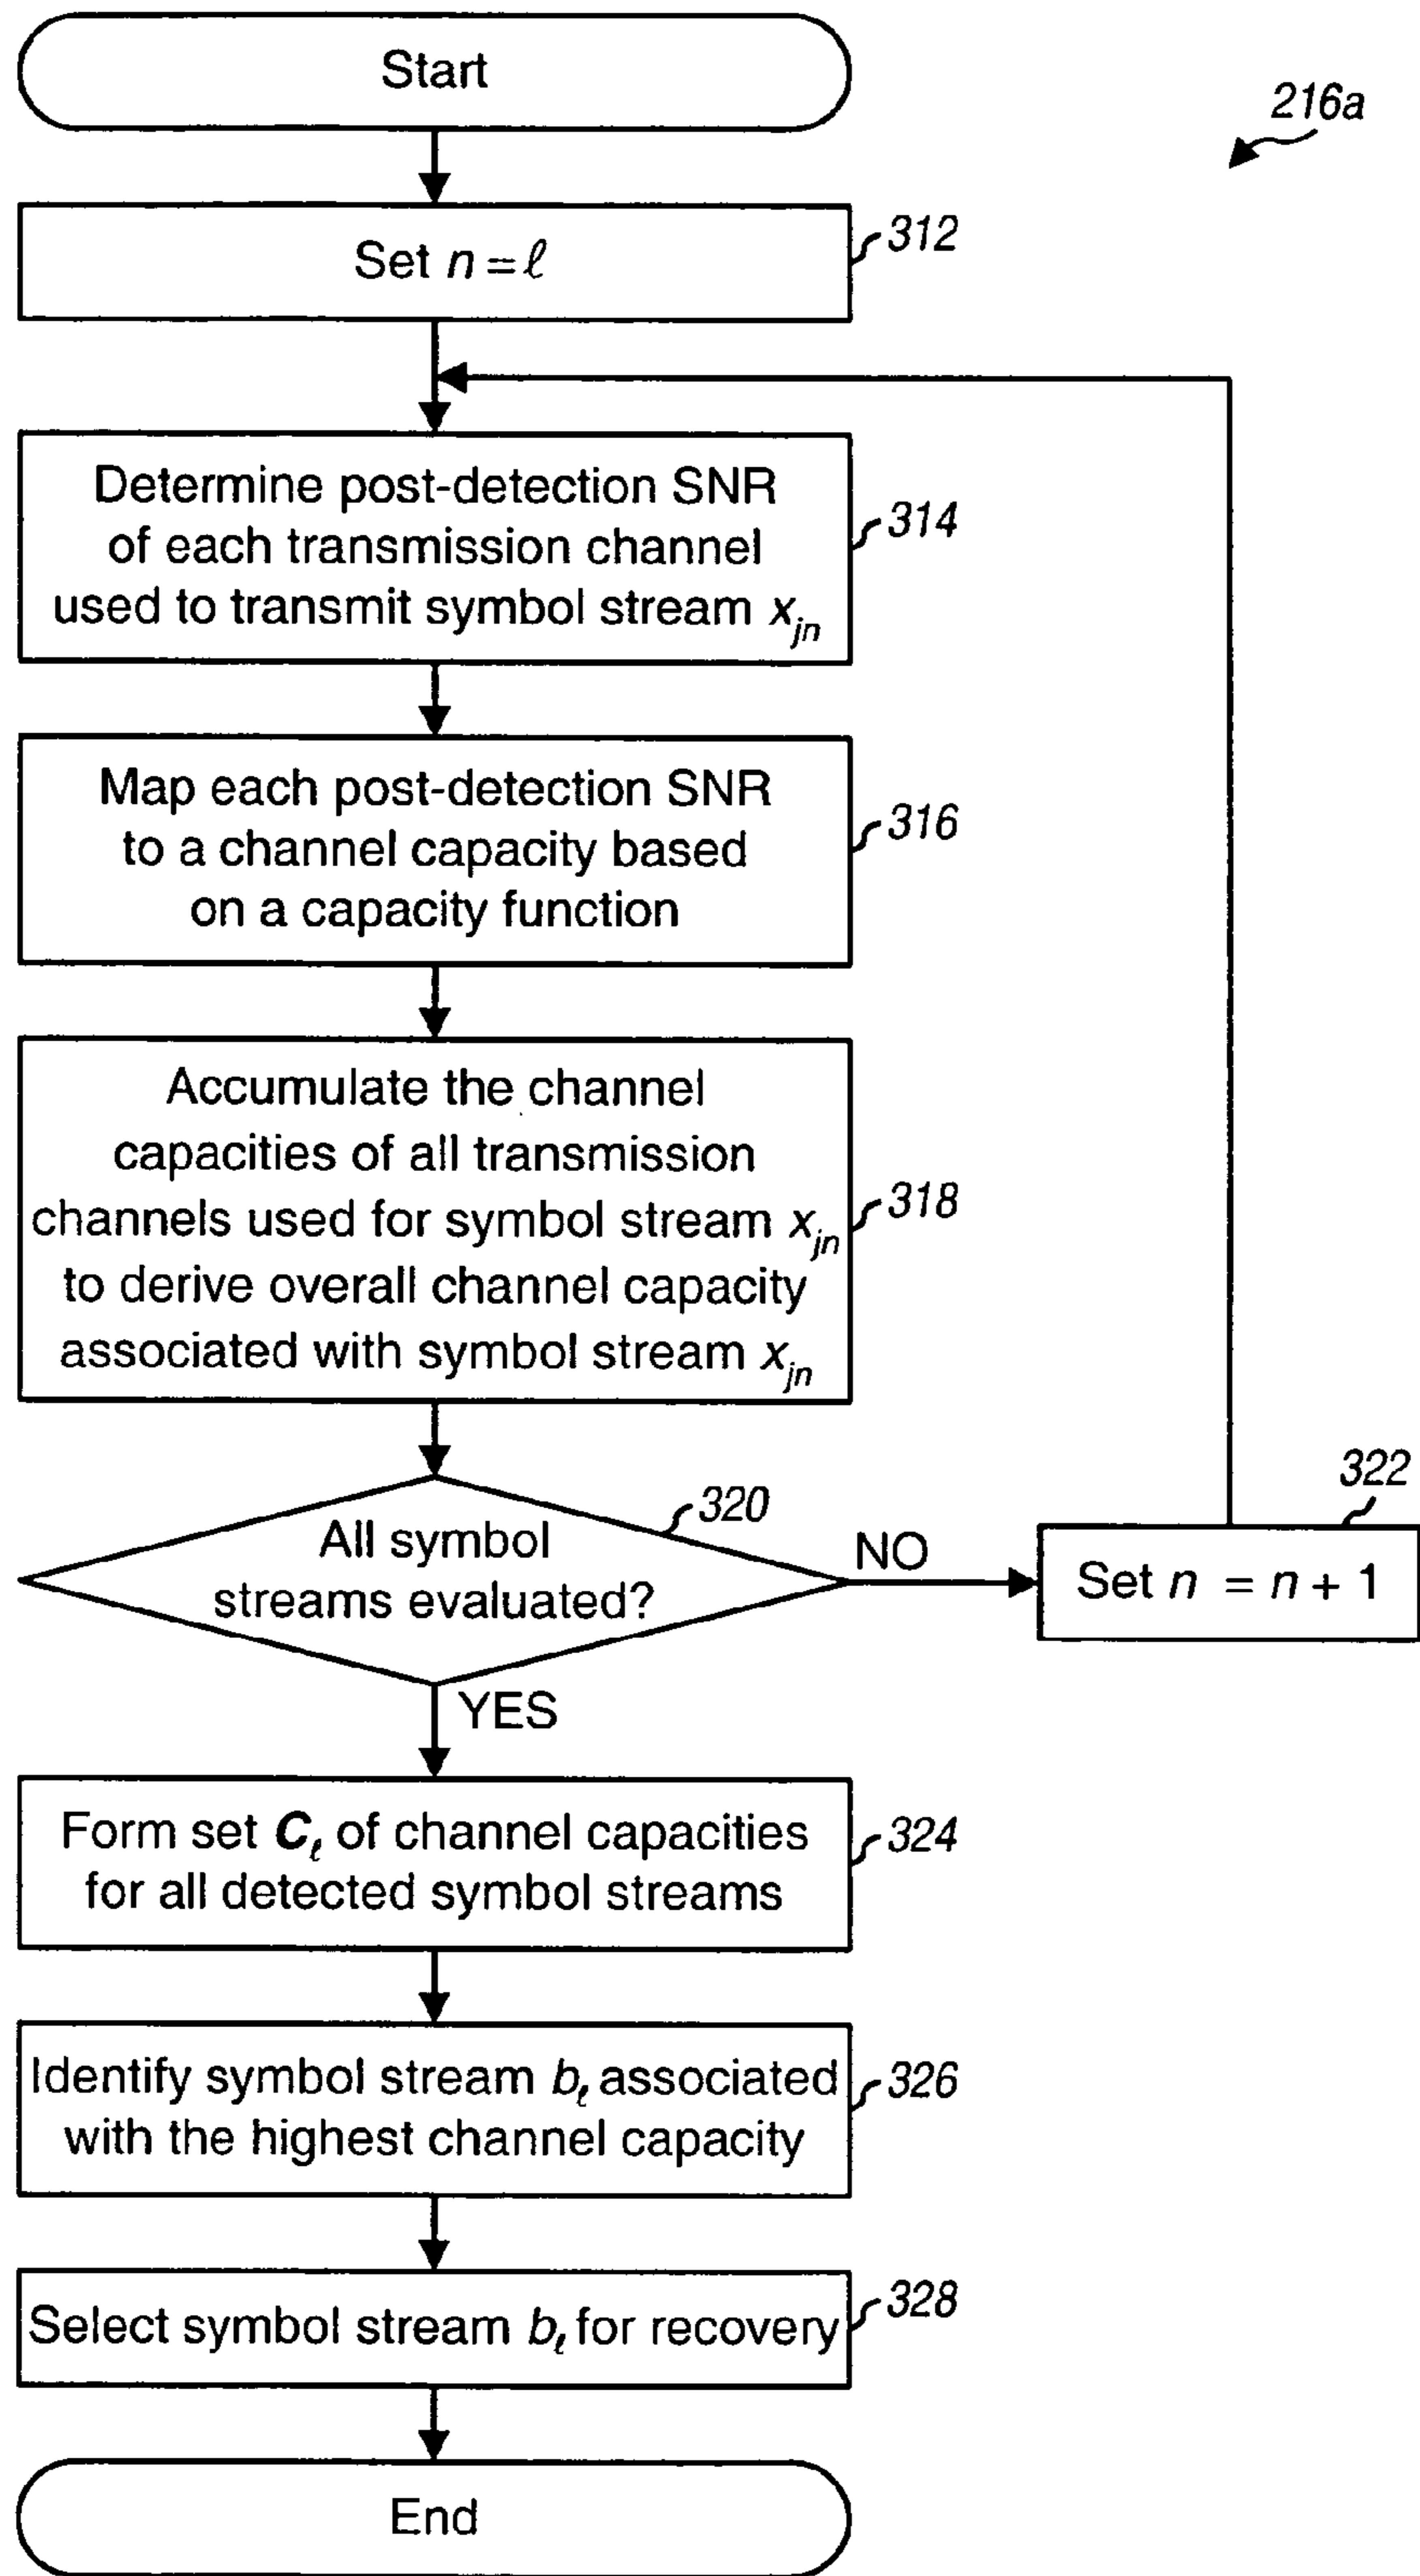 Start
216a
Set n = ℓ
312
Determine post-detection SNR
of each transmission channel
used to transmit symbol stream x_jn
314
Map each post-detection SNR
to a channel capacity based
on a capacity function
316
Accumulate the channel
capacities of all transmission
channels used for symbol stream x_jn
to derive overall channel capacity
associated with symbol stream x_jn
318
All symbol
streams evaluated?
320
NO
322
Set n = n + 1
YES
Form set C_ℓ of channel capacities
for all detected symbol streams
324
Identify symbol stream b_ℓ associated
with the highest channel capacity
326
Select symbol stream b_ℓ for recovery
328
End